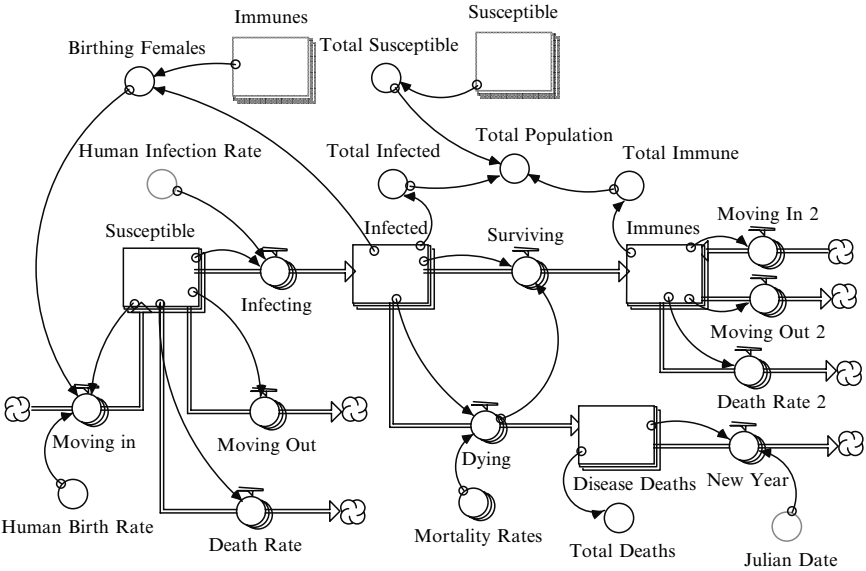 Immunes
Susceptible
Birthing Females
Total Susceptible
Total Population
Human Infection Rate
Total Infected
Total Immune
Susceptible
Infected
Surviving
Immunes
Moving In 2
Infecting
Moving Out 2
Death Rate 2
Moving in
Moving Out
Dying
Disease Deaths
New Year
Human Birth Rate
Death Rate
Mortality Rates
Total Deaths
Julian Date